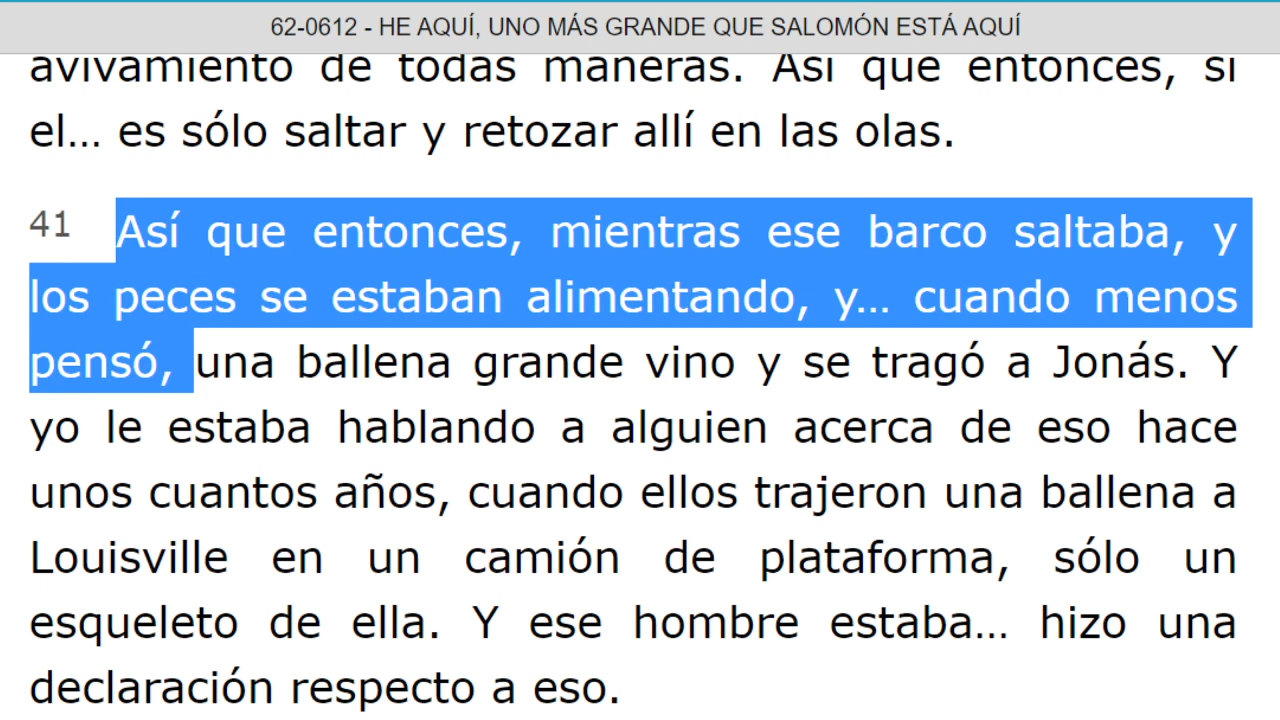 62-0612 - HE AQUÍ, UNO MÁS GRANDE QUE SALOMÓN ESTÁ AQUÍ
avivamiento de todas maneras. Así que entonces, si
el... es sólo saltar y retozar allí en las olas.
41 Así que entonces, mientras ese barco saltaba, y
los peces se estaban alimentando, y... cuando menos
pensó, una ballena grande vino y se tragó a Jonás. Y
yo le estaba hablando a alguien acerca de eso hace
unos cuantos años, cuando ellos trajeron una ballena a
Louisville en un camión de plataforma, sólo un
esqueleto de ella. Y ese hombre estaba... hizo una
declaración respecto a eso.